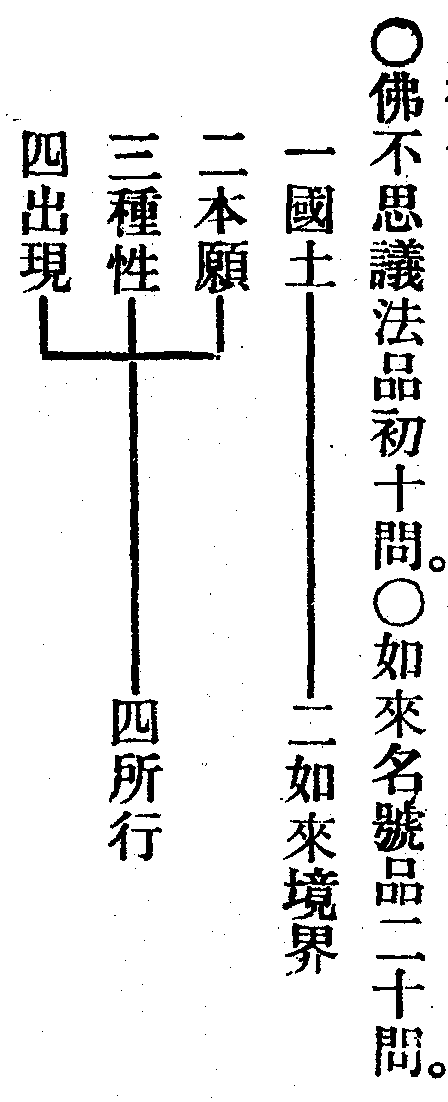 ○佛不思議法品初十問。○如來名號品二十問。
一國土 二如來境界
二本願
三種性 四所行
四出現